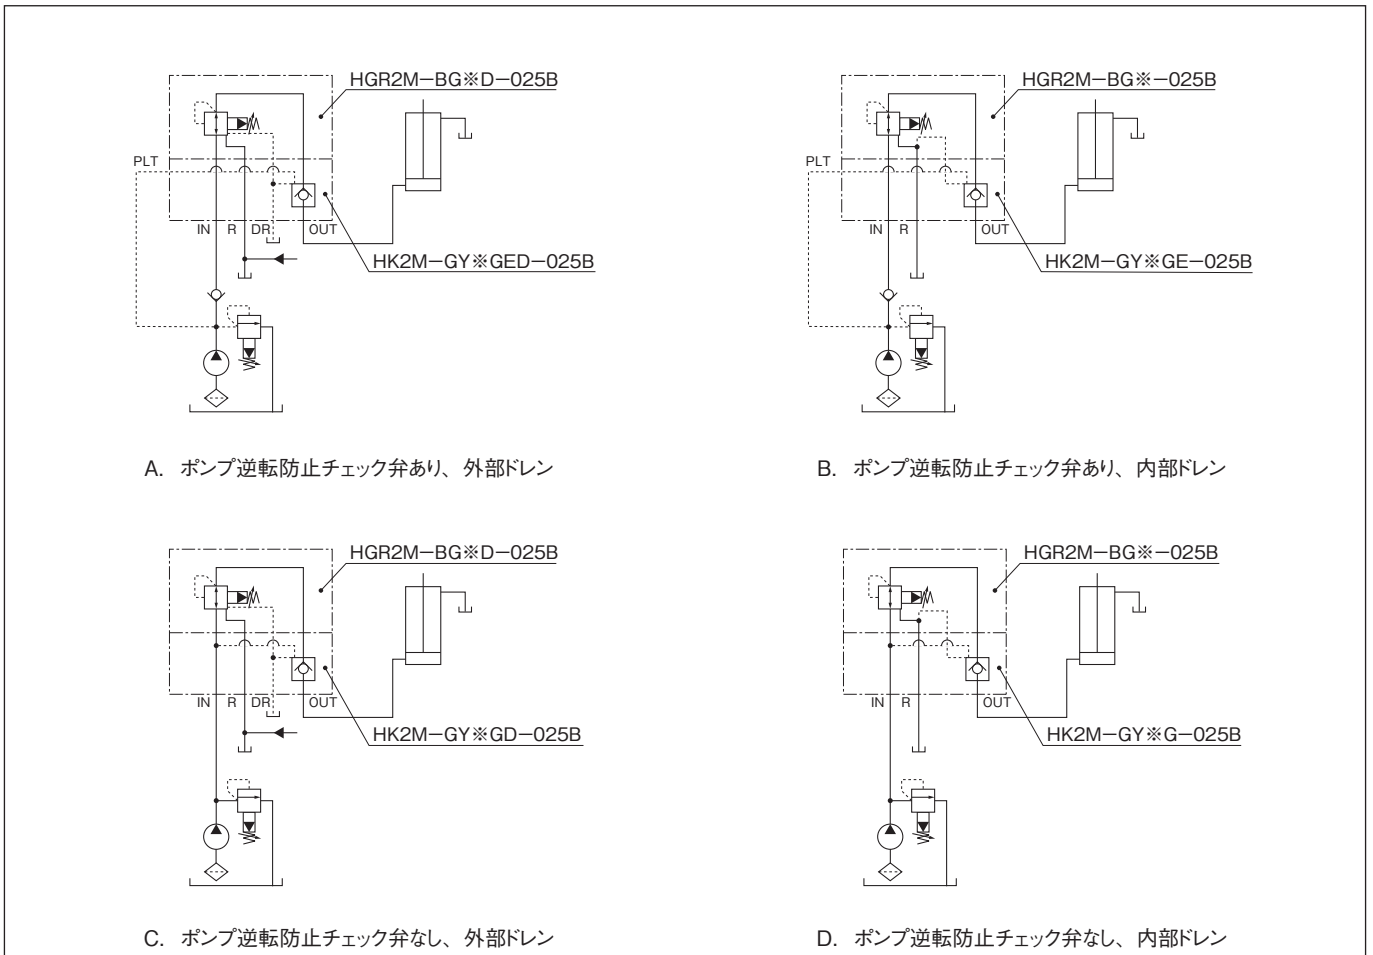 HGR2M−BG※D−025B
PLT
IN R DR OUT
HK2M−GY※GED−025B
A. ポンプ逆転防止チェック弁あり、外部ドレン
HGR2M−BG※−025B
PLT
IN R OUT
HK2M−GY※GE−025B
B. ポンプ逆転防止チェック弁あり、内部ドレン
HGR2M−BG※D−025B
IN R DR OUT
HK2M−GY※GD−025B
C. ポンプ逆転防止チェック弁なし、外部ドレン
HGR2M−BG※−025B
IN R OUT
HK2M−GY※G−025B
D. ポンプ逆転防止チェック弁なし、内部ドレン